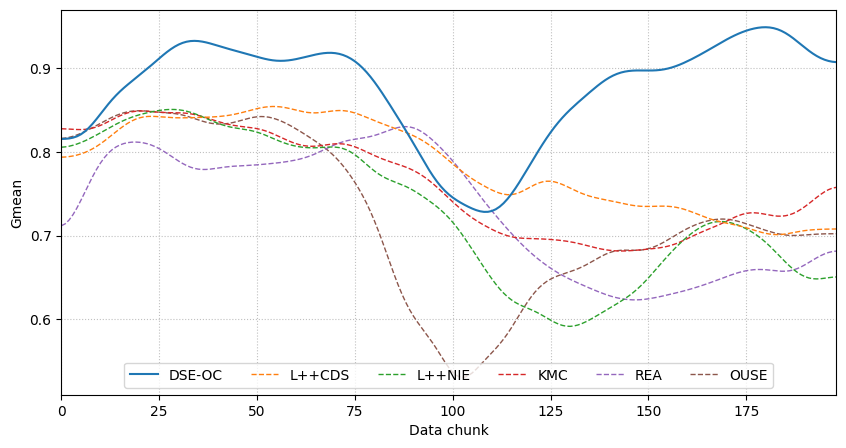 0.9
0.8
0.7
0.6
Gmean
DSE-OC L++CDS L++NIE KMC REA OUSE
0 25 50 75 100 125 150 175
Data chunk